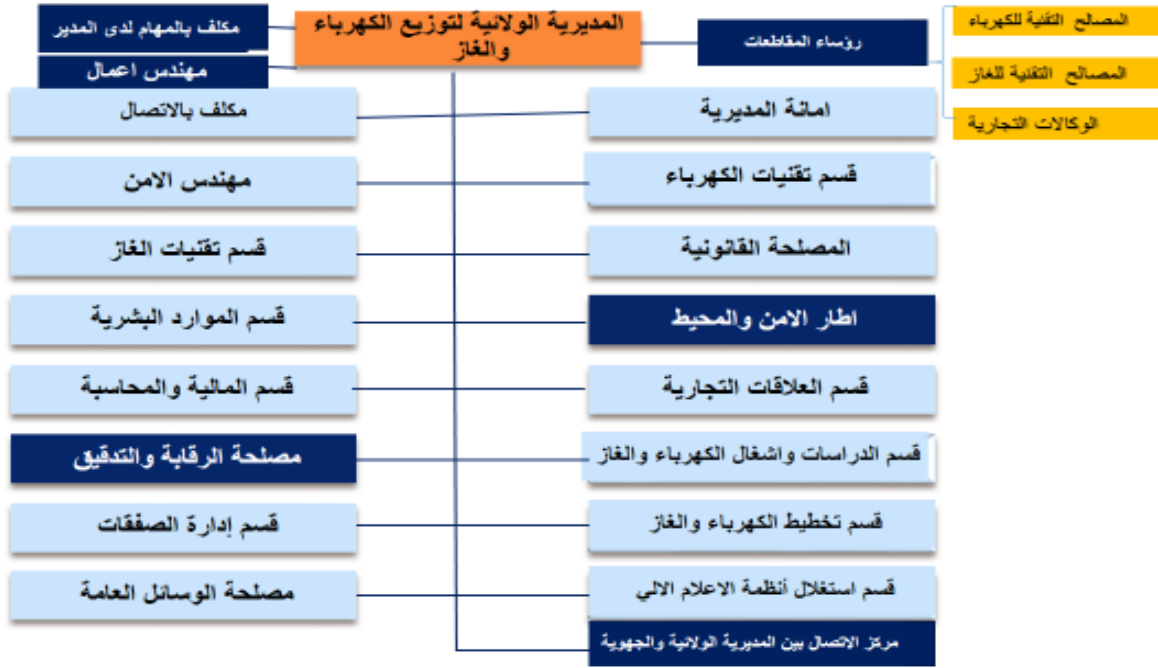 المديرية الولائية لتوزيع الكهرباء
والغاز
رؤساء المقاطعات
المصالح التقنية للكهرباء
المصالح التقنية للغاز
الوكالات التجارية
مكلف بالمهام لدى المدير
مهندس اعمال
امانة المديرية
مكلف بالاتصال
قسم تقنيات الكهرباء
مهندس الامن
المصلحة القانونية
قسم تقنيات الغاز
اطار الامن والمحيط
قسم الموارد البشرية
قسم العلاقات التجارية
قسم المالية والمحاسبة
قسم الدراسات واشغال الكهرباء والغاز
مصلحة الرقابة والتدقيق
قسم تخطيط الكهرباء والغاز
قسم إدارة الصفقات
قسم استغلال أنظمة الاعلام الالي
مصلحة الوسائل العامة
مركز الاتصال بين المديرية الولائية والجهوية